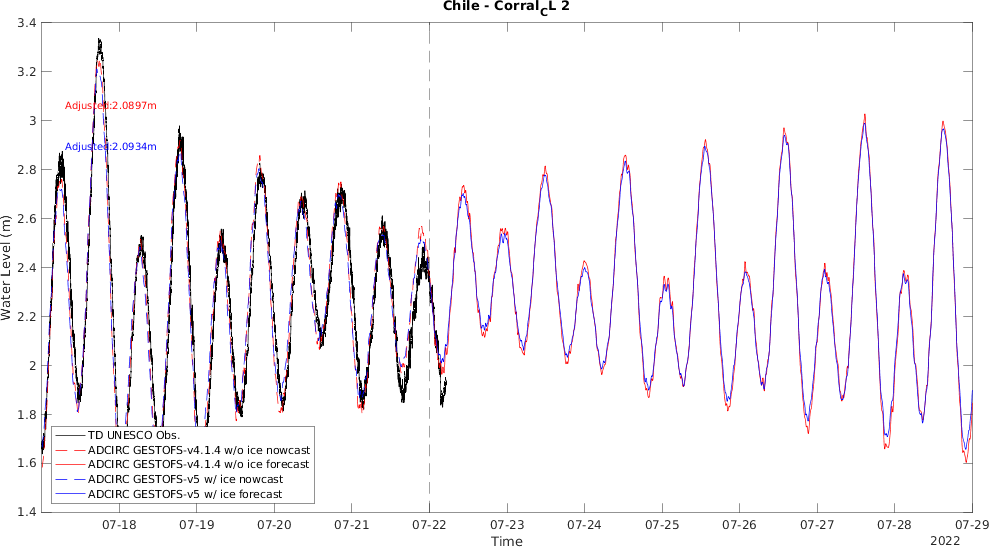 Chile - Corral_CL 2
Water Level (m)
3.4
3.2
3
2.8
2.6
2.4
2.2
2
1.8
1.6
1.4
Adjusted:2.0897m
Adjusted:2.0934m
TD UNESCO Obs.
ADCIRC GESTOFS-v4.1.4 w/o ice nowcast
ADCIRC GESTOFS-v4.1.4 w/o ice forecast
ADCIRC GESTOFS-v5 w/ ice nowcast
ADCIRC GESTOFS-v5 w/ ice forecast
07-18 07-19 07-20 07-21 07-22 07-23 07-24 07-25 07-26 07-27 07-28 07-29
Time
2022